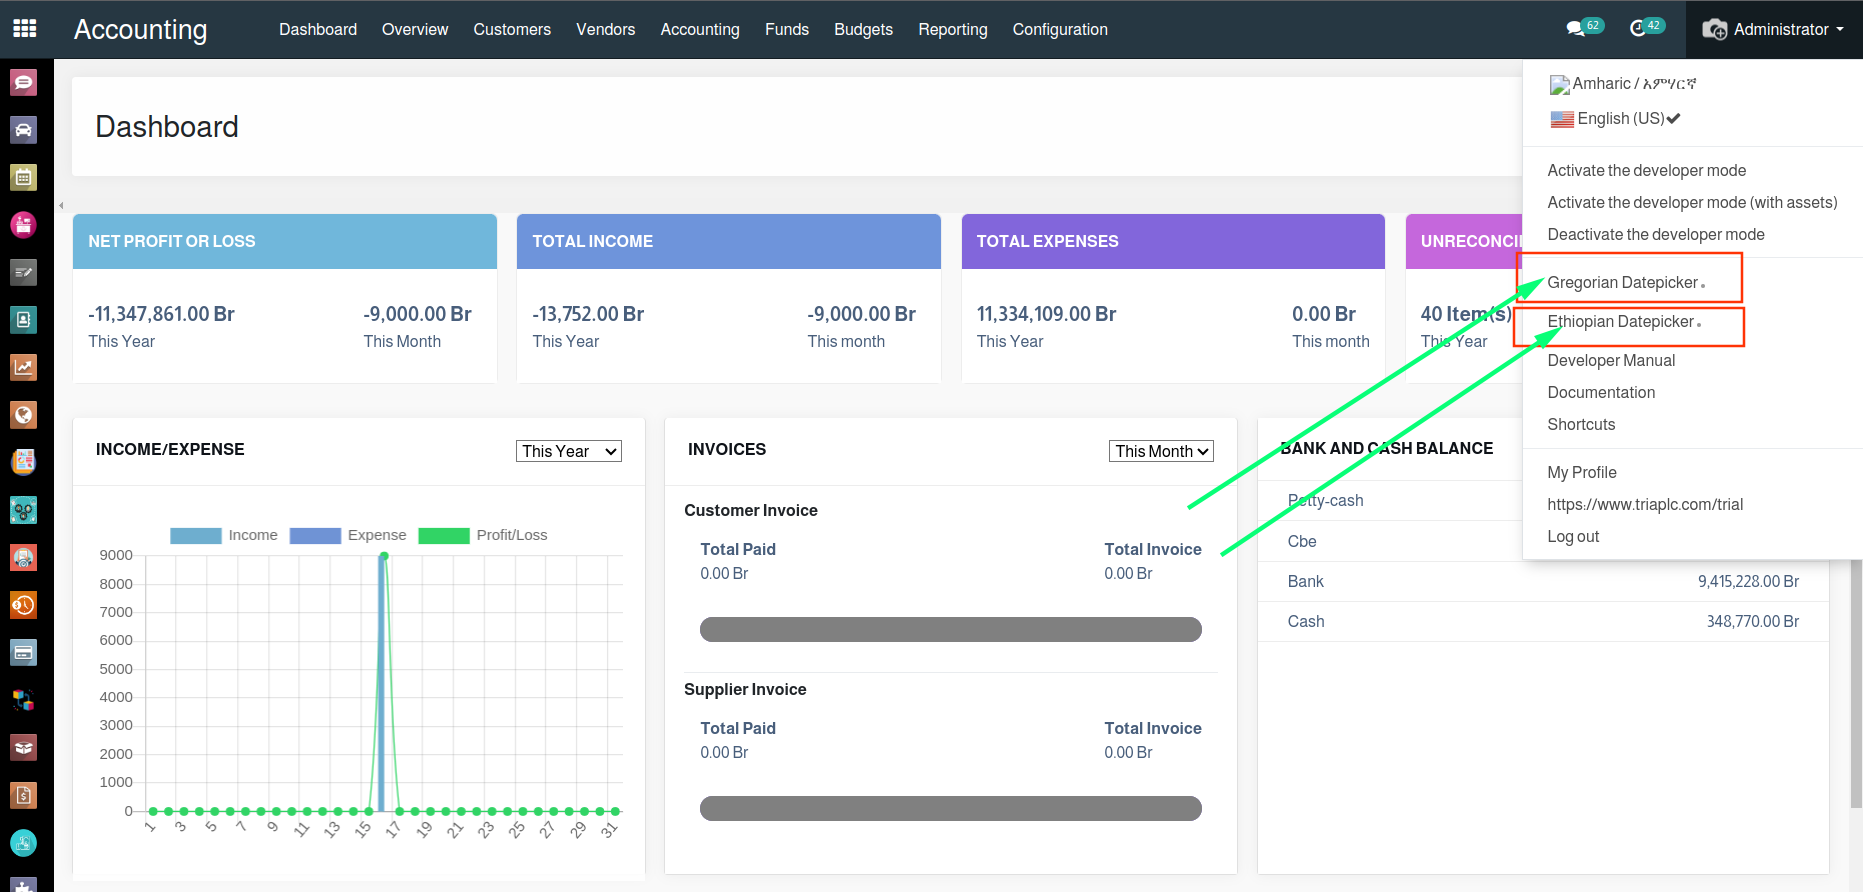 Accounting Dashboard Overview Customers Vendors Accounting Funds Budgets Reporting Configuration 62 42 Administrator
Amharic / አምሃርኛ
English (US)
Activate the developer mode
Activate the developer mode (with assets)
Deactivate the developer mode
Gregorian Datepicker
Ethiopian Datepicker
Developer Manual
Documentation
Shortcuts
My Profile
https://www.triaplc.com/trial
Log out
Dashboard
NET PROFIT OR LOSS
-11,347,861.00 Br -9,000.00 Br
This Year This Month
TOTAL INCOME
-13,752.00 Br -9,000.00 Br
This Year This month
TOTAL EXPENSES
11,334,109.00 Br 0.00 Br
This Year This month
40 Item(s)
This Year
INCOME/EXPENSE This Year
Income Expense Profit/Loss
9000
8000
7000
6000
5000
4000
3000
2000
1000
0
1 3 5 7 9 11 13 15 17 19 21 23 25 27 29 31
INVOICES This Month
Customer Invoice
Total Paid Total Invoice
0.00 Br 0.00 Br
Supplier Invoice
Total Paid Total Invoice
0.00 Br 0.00 Br
BANK AND CASH BALANCE
Petty-cash
Cbe
Bank 9,415,228.00 Br
Cash 348,770.00 Br